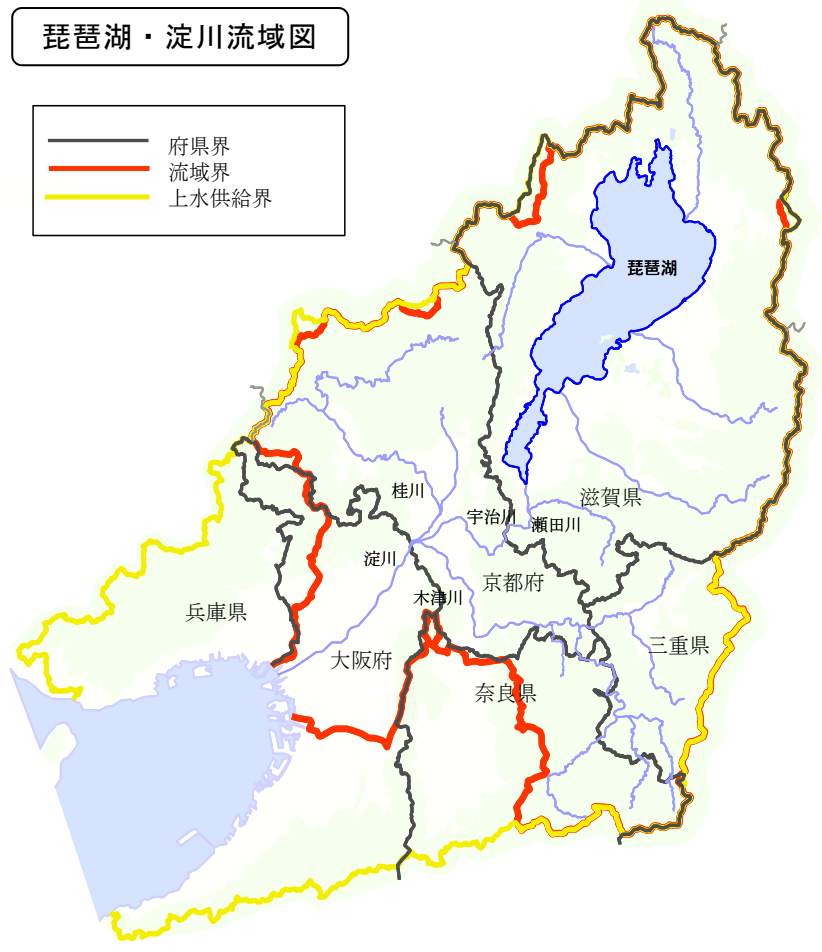 琵琶湖・淀川流域図
府県界
流域界
上水供給界
琵琶湖
滋賀県
桂川
宇治川
瀬田川
淀川
京都府
木津川
兵庫県
大阪府
三重県
奈良県